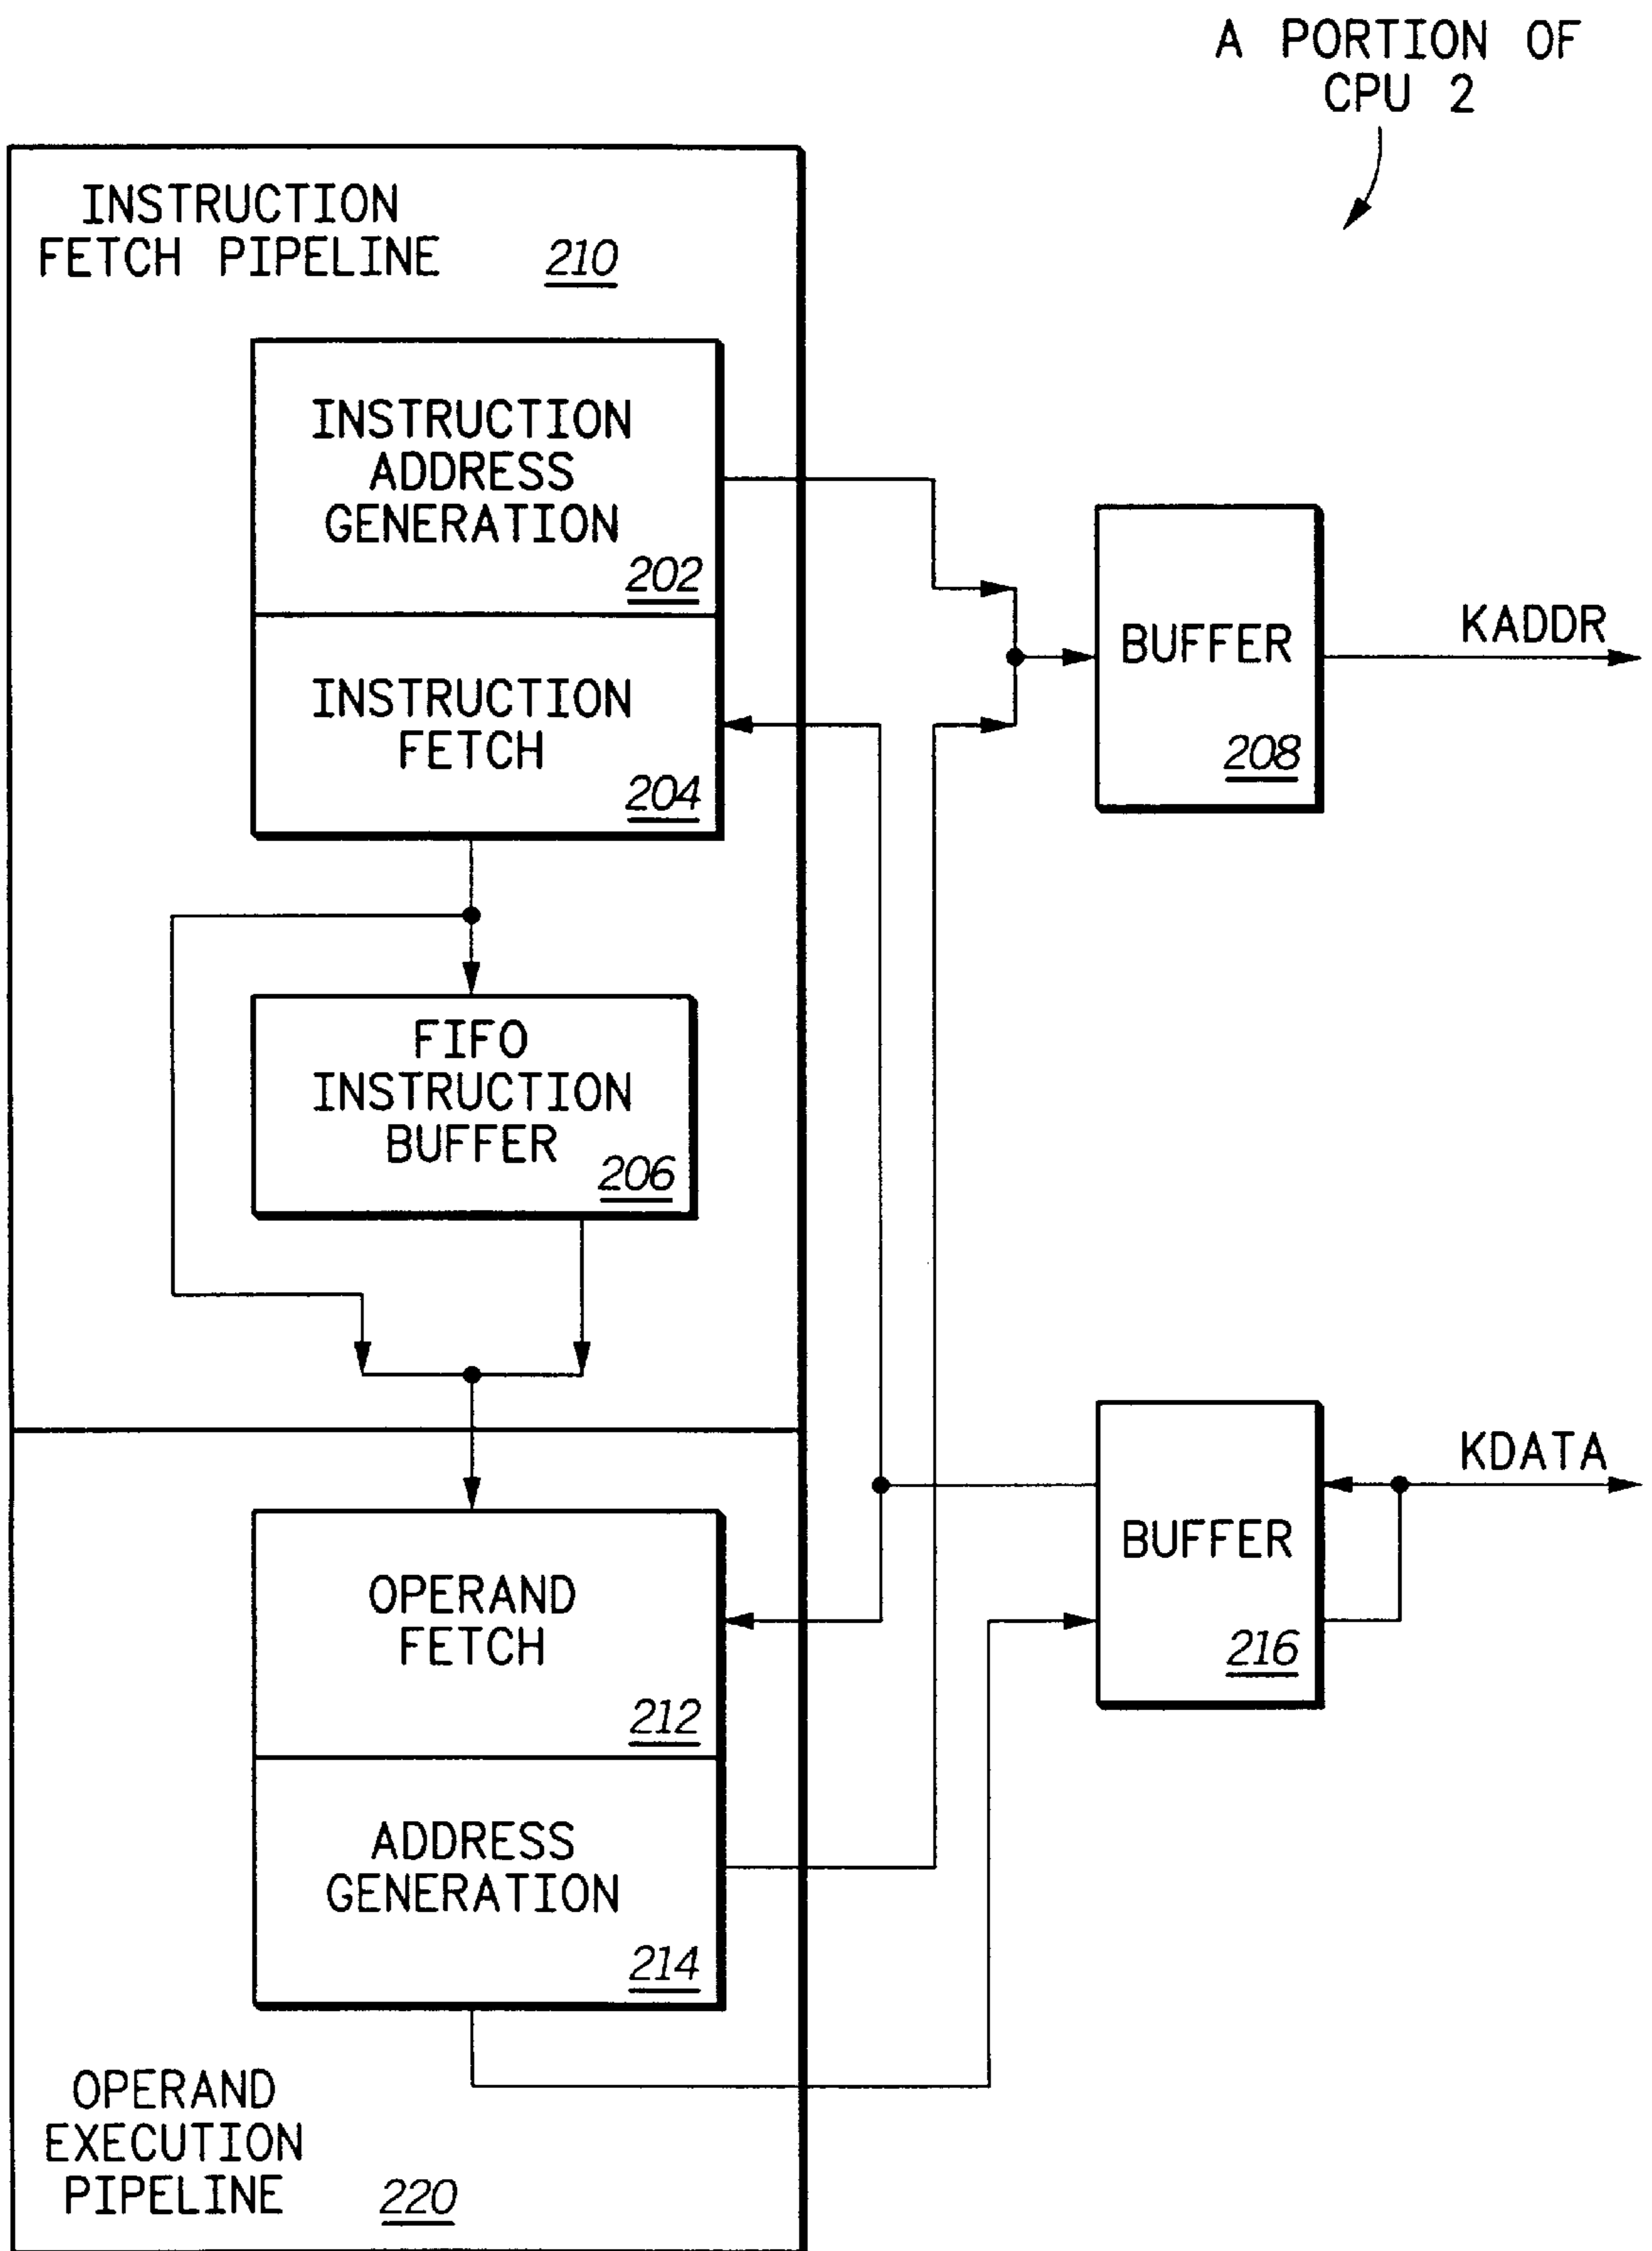 A PORTION OF
CPU 2
INSTRUCTION
FETCH PIPELINE 210
INSTRUCTION
ADDRESS
GENERATION
202
INSTRUCTION
FETCH
204
BUFFER
208
KADDR
FIFO
INSTRUCTION
BUFFER
206
OPERAND
FETCH
212
BUFFER
216
KDATA
ADDRESS
GENERATION
214
OPERAND
EXECUTION
PIPELINE 220